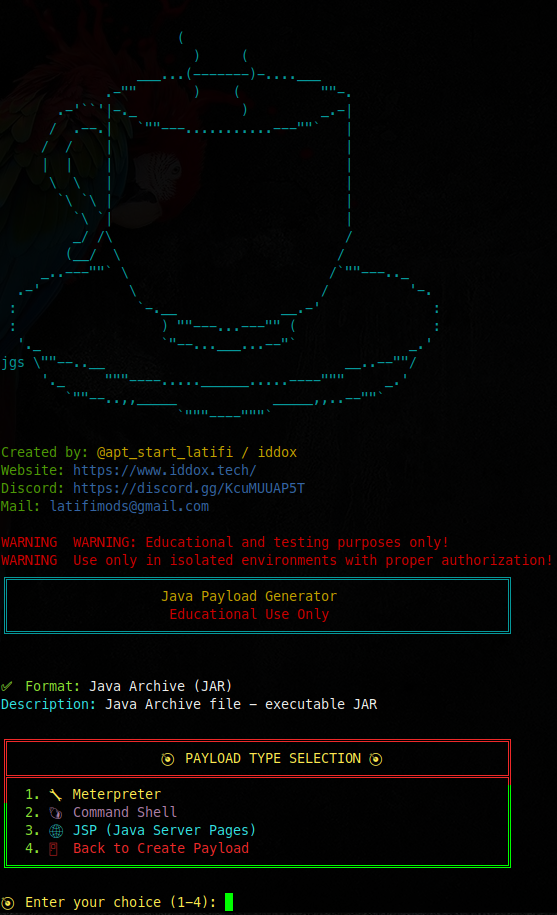 jgs
Created by: @apt_start_latifi / iddox
Website: https://www.iddox.tech/
Discord: https://discord.gg/KcuMUUAP5T
Mail: latifimods@gmail.com
WARNING  WARNING: Educational and testing purposes only!
WARNING  Use only in isolated environments with proper authorization!
Java Payload Generator
Educational Use Only
Format: Java Archive (JAR)
Description: Java Archive file – executable JAR
PAYLOAD TYPE SELECTION
1. Meterpreter
2. Command Shell
3. JSP (Java Server Pages)
4. Back to Create Payload
Enter your choice (1–4):